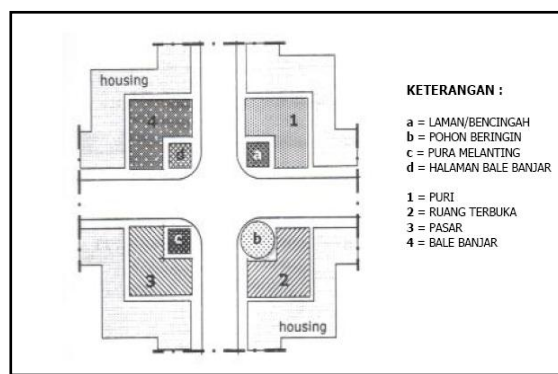 housing
4
1
d
a
c
b
3
2
housing
KETERANGAN :
a = LAMAN/BENCINGAH
b = POHON BERINGIN
c = PURA MELANTING
d = HALAMAN BALE BANJAR
1 = PURI
2 = RUANG TERBUKA
3 = PASAR
4 = BALE BANJAR